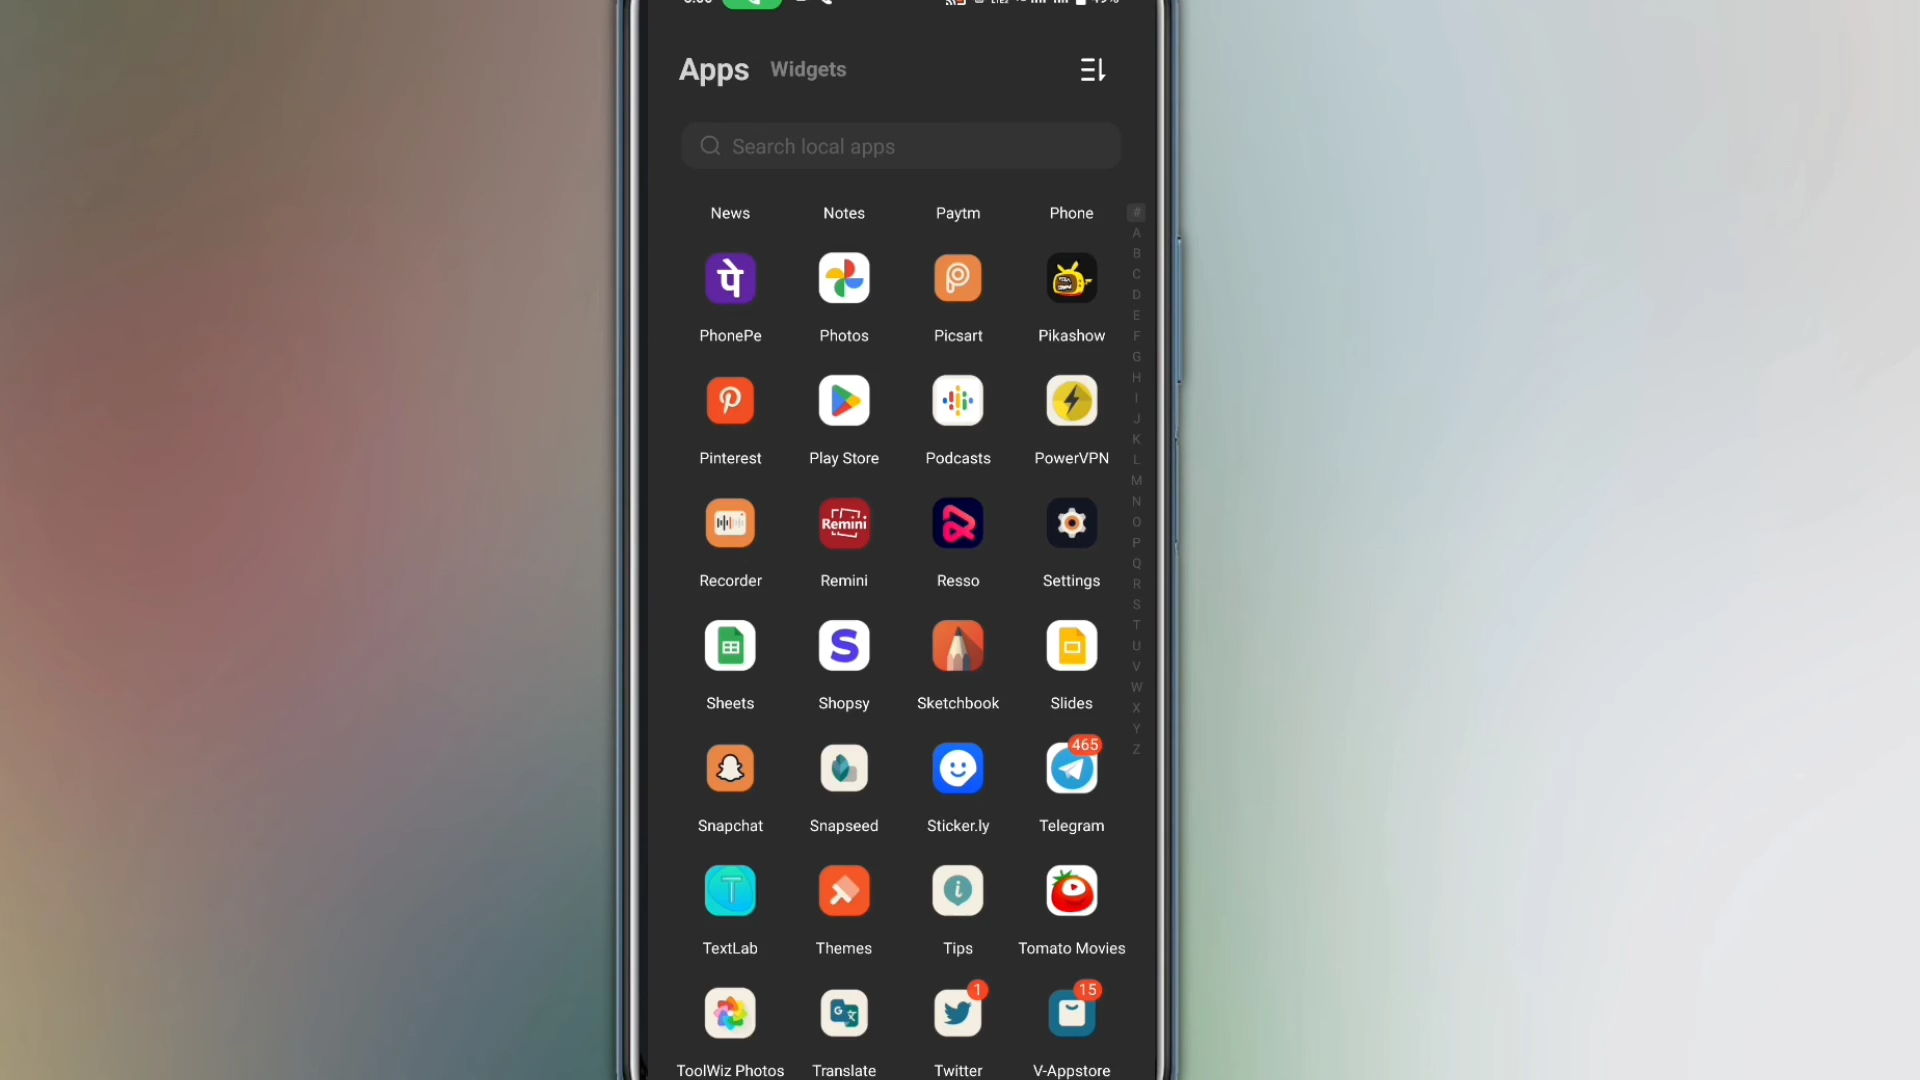 Apps Widgets
Search local apps
News Notes Paytm Phone
#
A
B
C
D
E
F
G
H
I
J
K
L
M
N
O
P
Q
R
S
T
U
V
W
X
Y
Z
पे
PhonePe Photos Picsart Pikashow
Pinterest Play Store Podcasts PowerVPN
Remini
Recorder Remini Resso Settings
S
Sheets Shopsy Sketchbook Slides
465
Snapchat Snapseed Sticker.ly Telegram
T i
TextLab Themes Tips Tomato Movies
1 15
ToolWiz Photos Translate Twitter V-Appstore